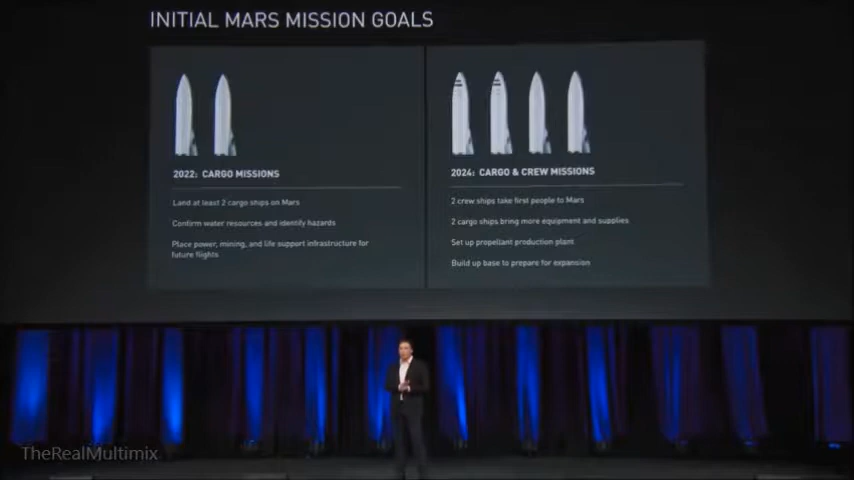 INITIAL MARS MISSION GOALS
2022: CARGO MISSIONS
Land at least 2 cargo ships on Mars
Confirm water resources and identify hazards
Place power, mining, and life support infrastructure for
future flights
2024: CARGO & CREW MISSIONS
2 crew ships take first people to Mars
2 cargo ships bring more equipment and supplies
Set up propellant production plant
Build up base to prepare for expansion
TheRealMultimix